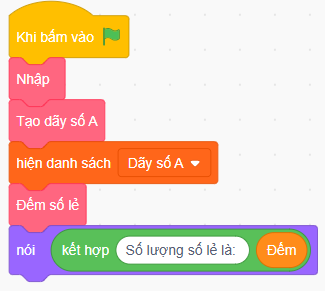 Khi bấm vào
Nhập
Tạo dãy số A
hiện danh sách Dãy số A
Đếm số lẻ
nói kết hợp Số lượng số lẻ là: Đếm